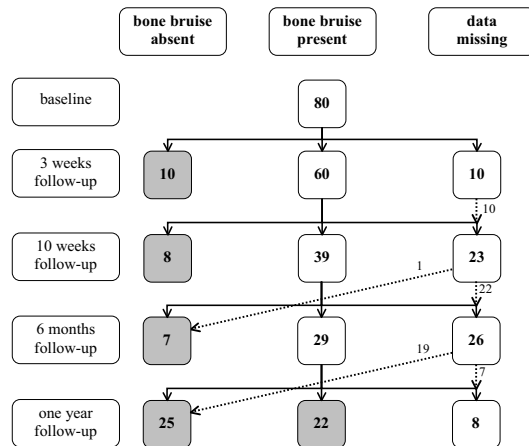 bone bruise
absent
bone bruise
present
data
missing
baseline
80
3 weeks
follow-up
10
60
10
10
10 weeks
follow-up
8
39
23
1
22
6 months
follow-up
7
29
26
19
7
one year
follow-up
25
22
8